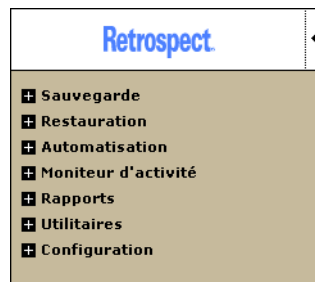 Retrospect.
Sauvegarde
Restauration
Automatisation
Moniteur d'activité
Rapports
Utilitaires
Configuration